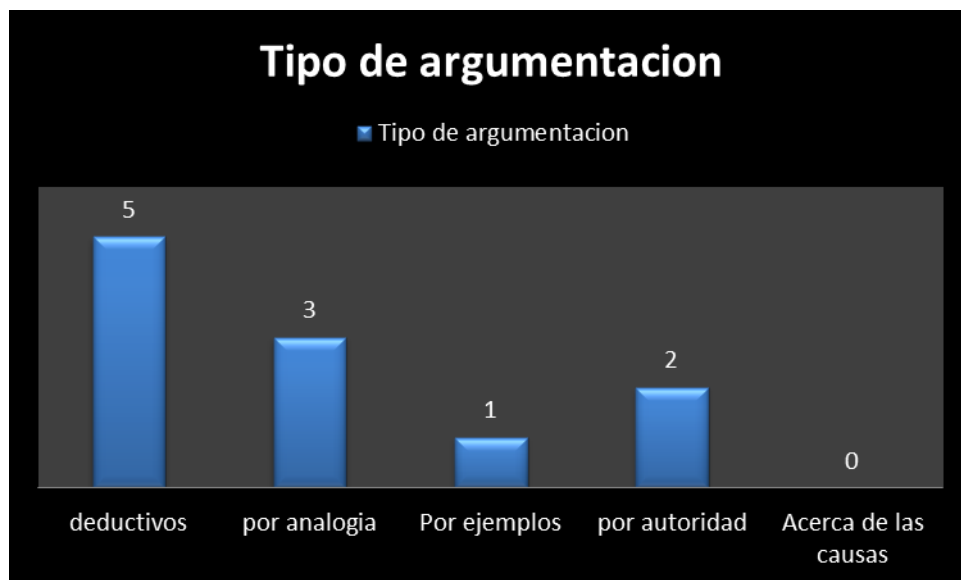 Tipo de argumentacion
Tipo de argumentacion
5
3
1
2
0
deductivos
por analogia
Por ejemplos
por autoridad
Acerca de las
causas